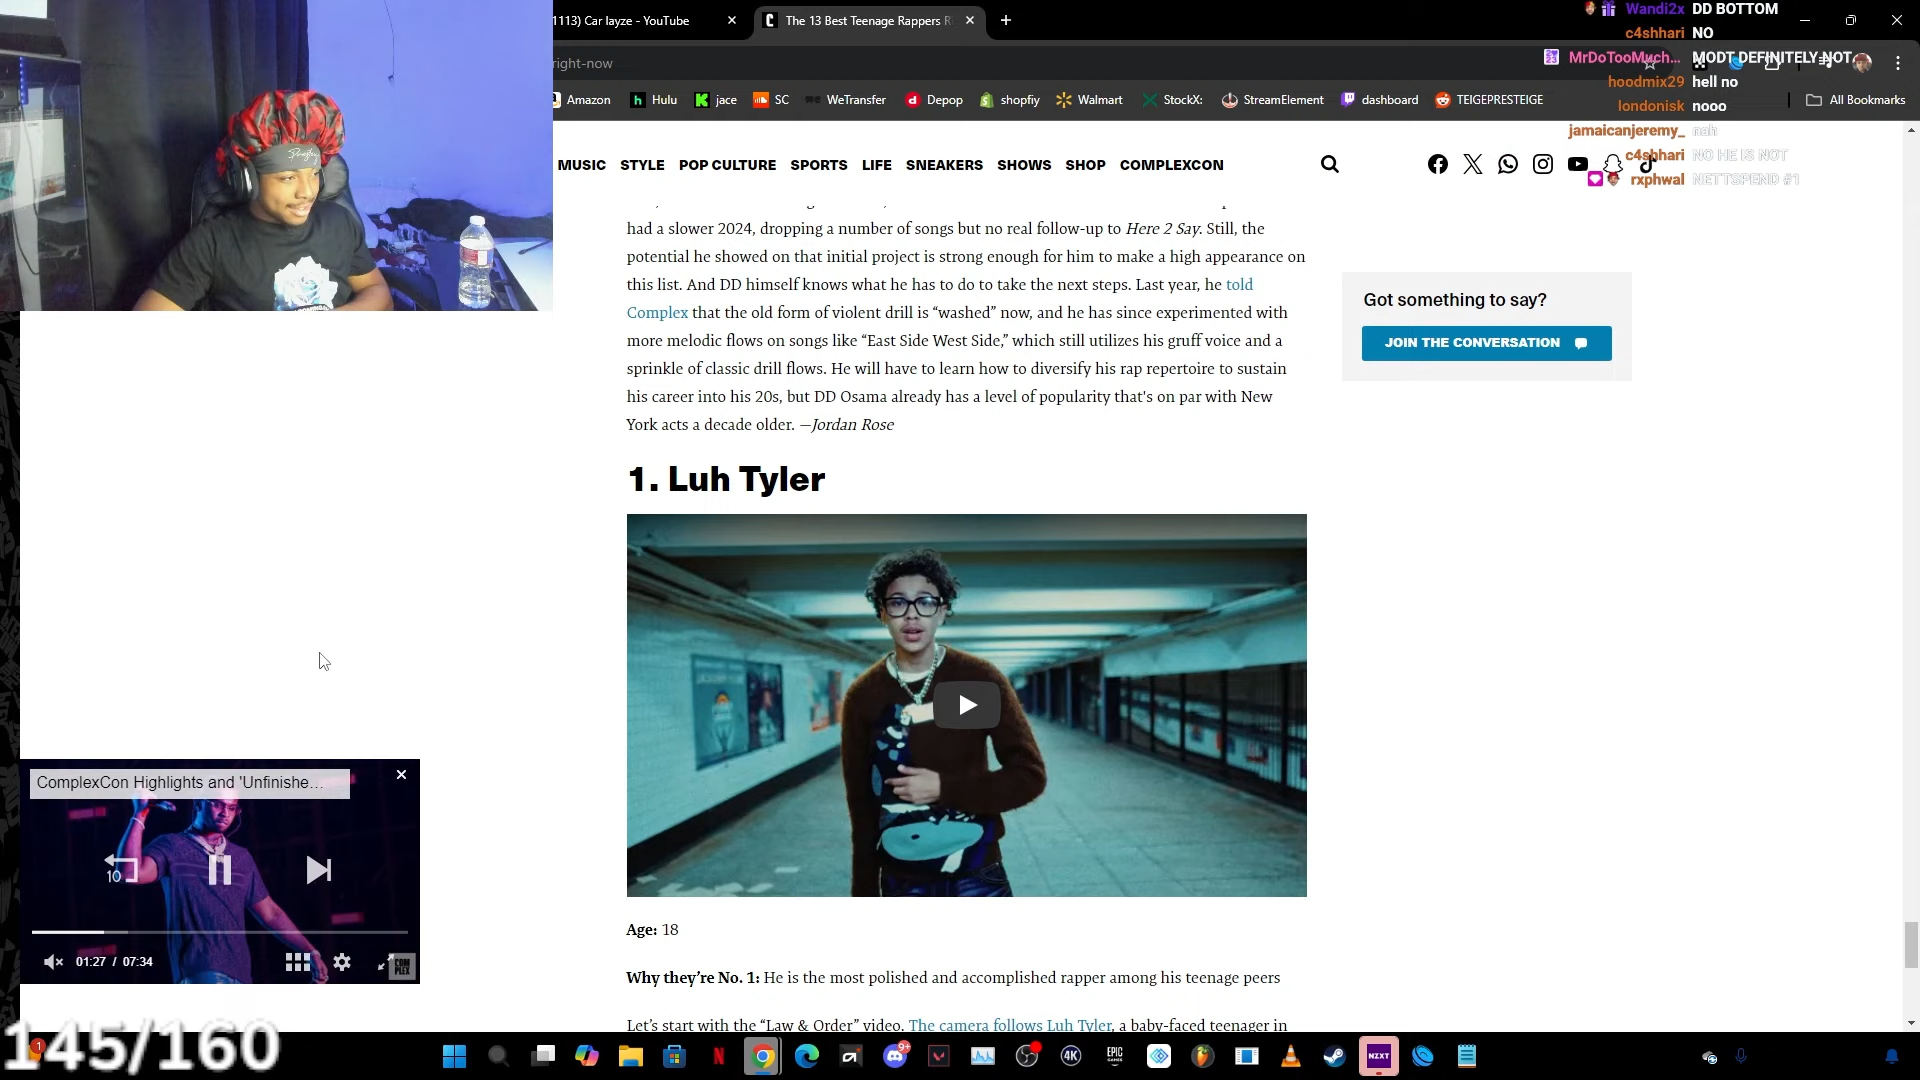 1113) Car layze - YouTube
The 13 Best Teenage Rappers R
right-now
Amazon
Hulu
jace
SC
WeTransfer
Depop
shopfiy
Walmart
StockX:
StreamElement
dashboard
TEIGEPRESTEIGE
All Bookmarks
Wandi2x DD BOTTOM
c4shhari NO
MrDoTooMuch... MODT DEFINITELY NOT
hoodmix29 hell no
londonisk nooo
jamaicanjeremy_ nah
c4shhari NO HE IS NOT
rxphwal NETTSPEND #1
MUSIC STYLE POP CULTURE SPORTS LIFE SNEAKERS SHOWS SHOP COMPLEXCON
had a slower 2024, dropping a number of songs but no real follow-up to Here 2 Say. Still, the
potential he showed on that initial project is strong enough for him to make a high appearance on
this list. And DD himself knows what he has to do to take the next steps. Last year, he told
Complex that the old form of violent drill is “washed” now, and he has since experimented with
more melodic flows on songs like “East Side West Side,” which still utilizes his gruff voice and a
sprinkle of classic drill flows. He will have to learn how to diversify his rap repertoire to sustain
his career into his 20s, but DD Osama already has a level of popularity that's on par with New
York acts a decade older. —Jordan Rose
Got something to say?
JOIN THE CONVERSATION
1. Luh Tyler
Age: 18
Why they’re No. 1: He is the most polished and accomplished rapper among his teenage peers
Let’s start with the “Law & Order” video. The camera follows Luh Tyler, a baby-faced teenager in
ComplexCon Highlights and 'Unfinishe...
10
01:27 / 07:34
COMPLEX
145/160
1
9+
4K
EPIC GAMES
NZXT